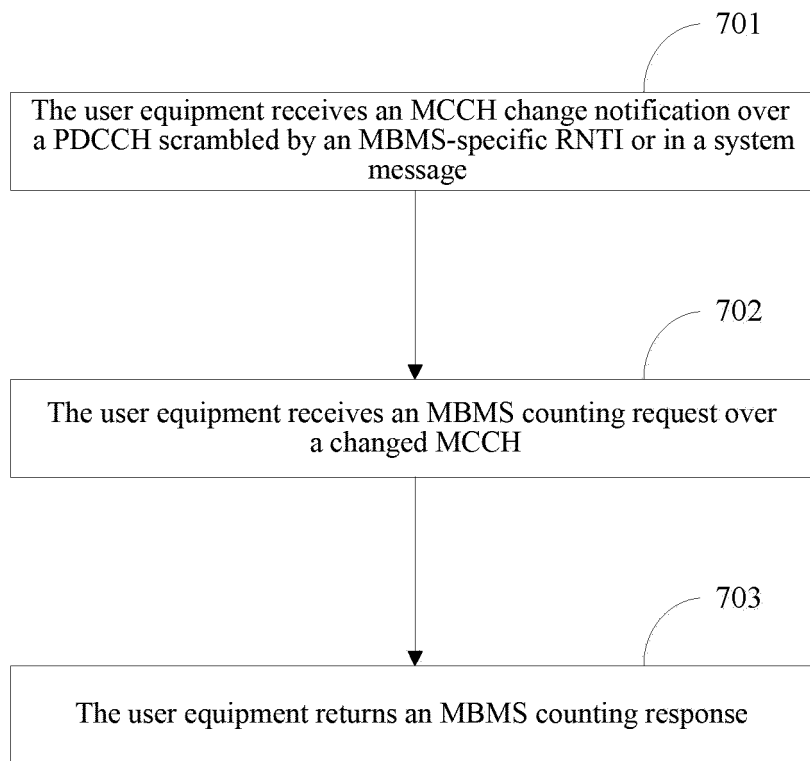 701
The user equipment receives an MCCH change notification over
a PDCCH scrambled by an MBMS-specific RNTI or in a system
message
702
The user equipment receives an MBMS counting request over
a changed MCCH
703
The user equipment returns an MBMS counting response